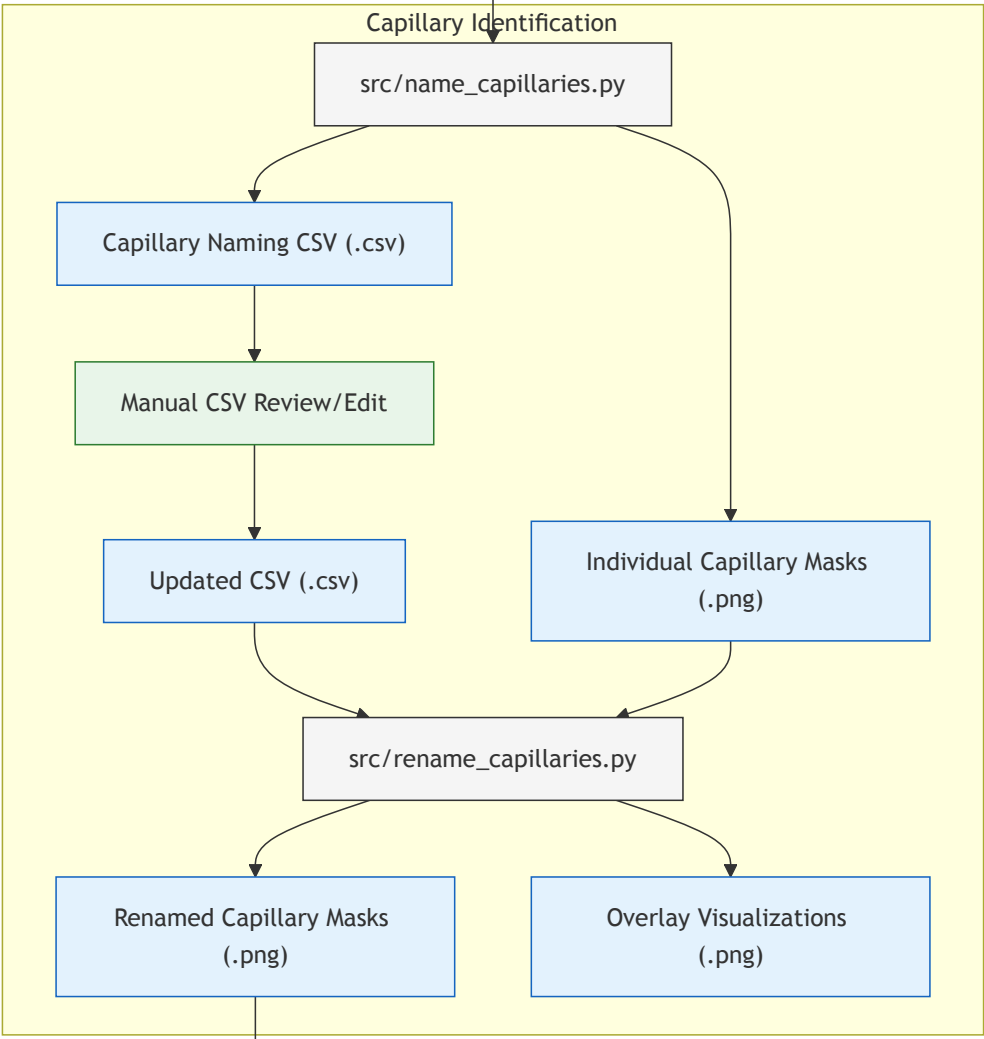 Capillary Identification
src/name_capillaries.py
Capillary Naming CSV (.csv)
Manual CSV Review/Edit
Updated CSV (.csv)
Individual Capillary Masks
(.png)
src/rename_capillaries.py
Renamed Capillary Masks
(.png)
Overlay Visualizations
(.png)